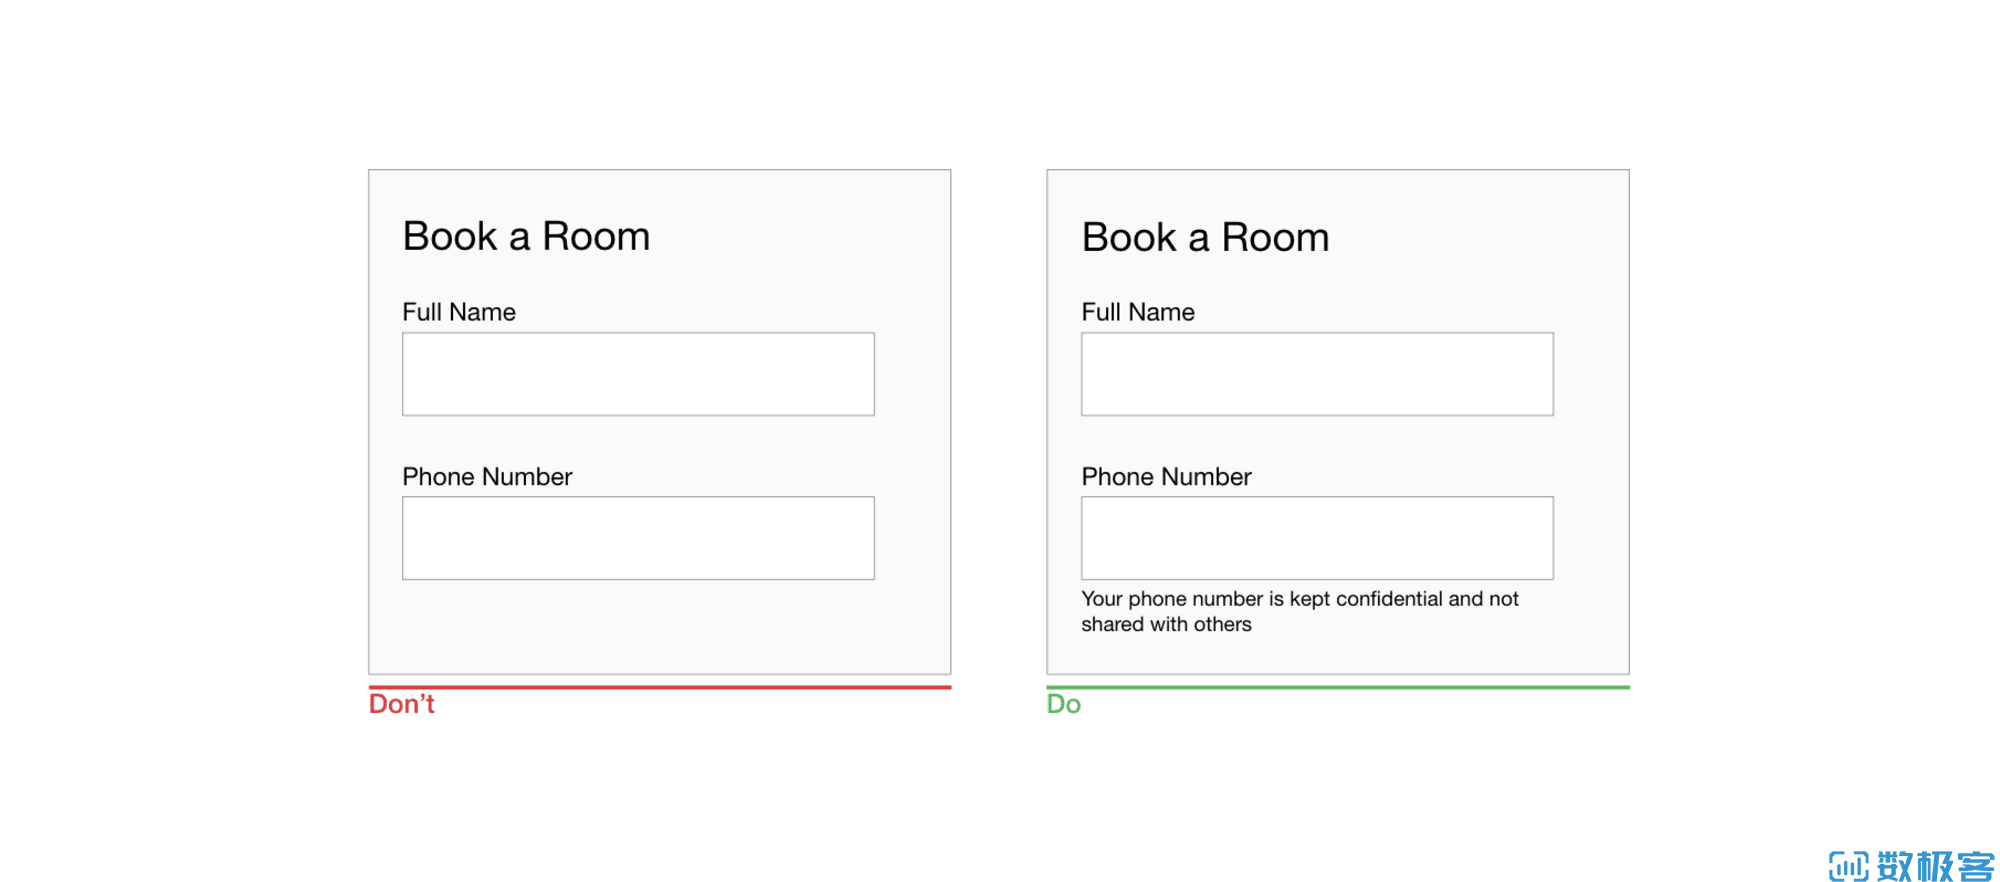 Book a Room
Full Name
Phone Number
Don't
Book a Room
Full Name
Phone Number
Your phone number is kept confidential and not
shared with others
Do
数极客